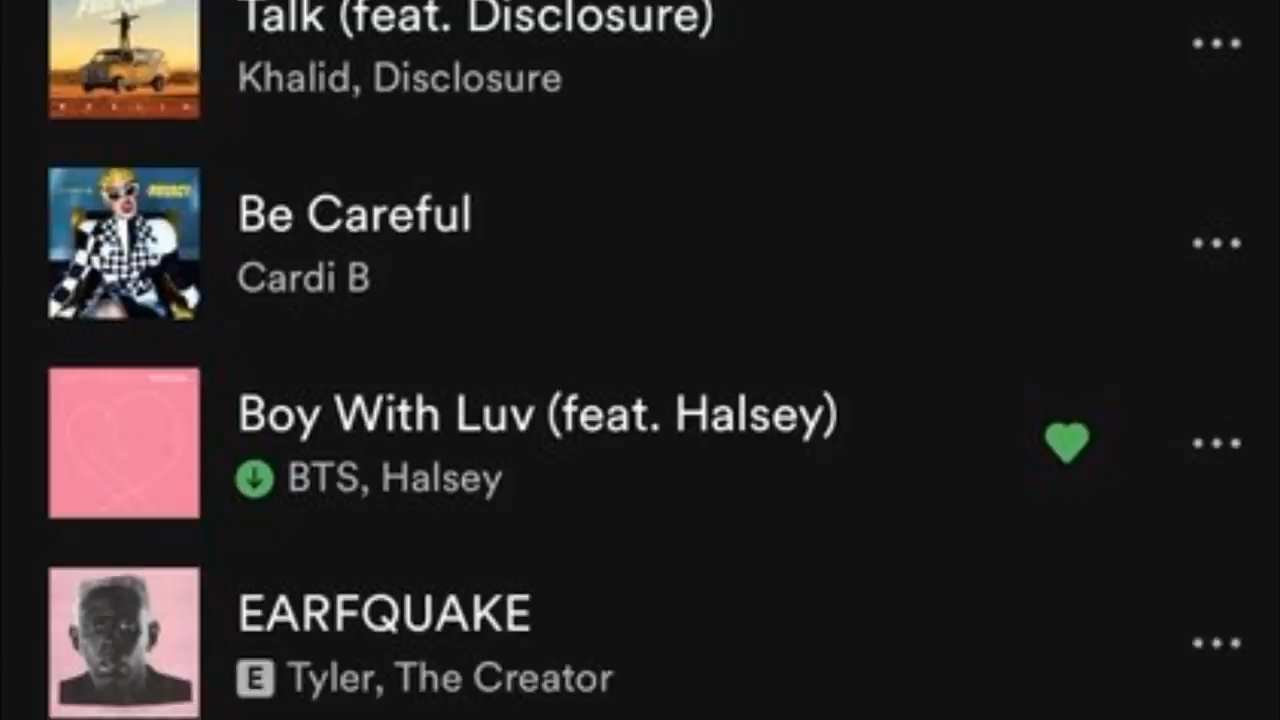 Talk (feat. Disclosure)
Khalid, Disclosure
PRIVACY
Be Careful
Cardi B
Boy With Luv (feat. Halsey)
BTS, Halsey
EARFQUAKE
E Tyler, The Creator